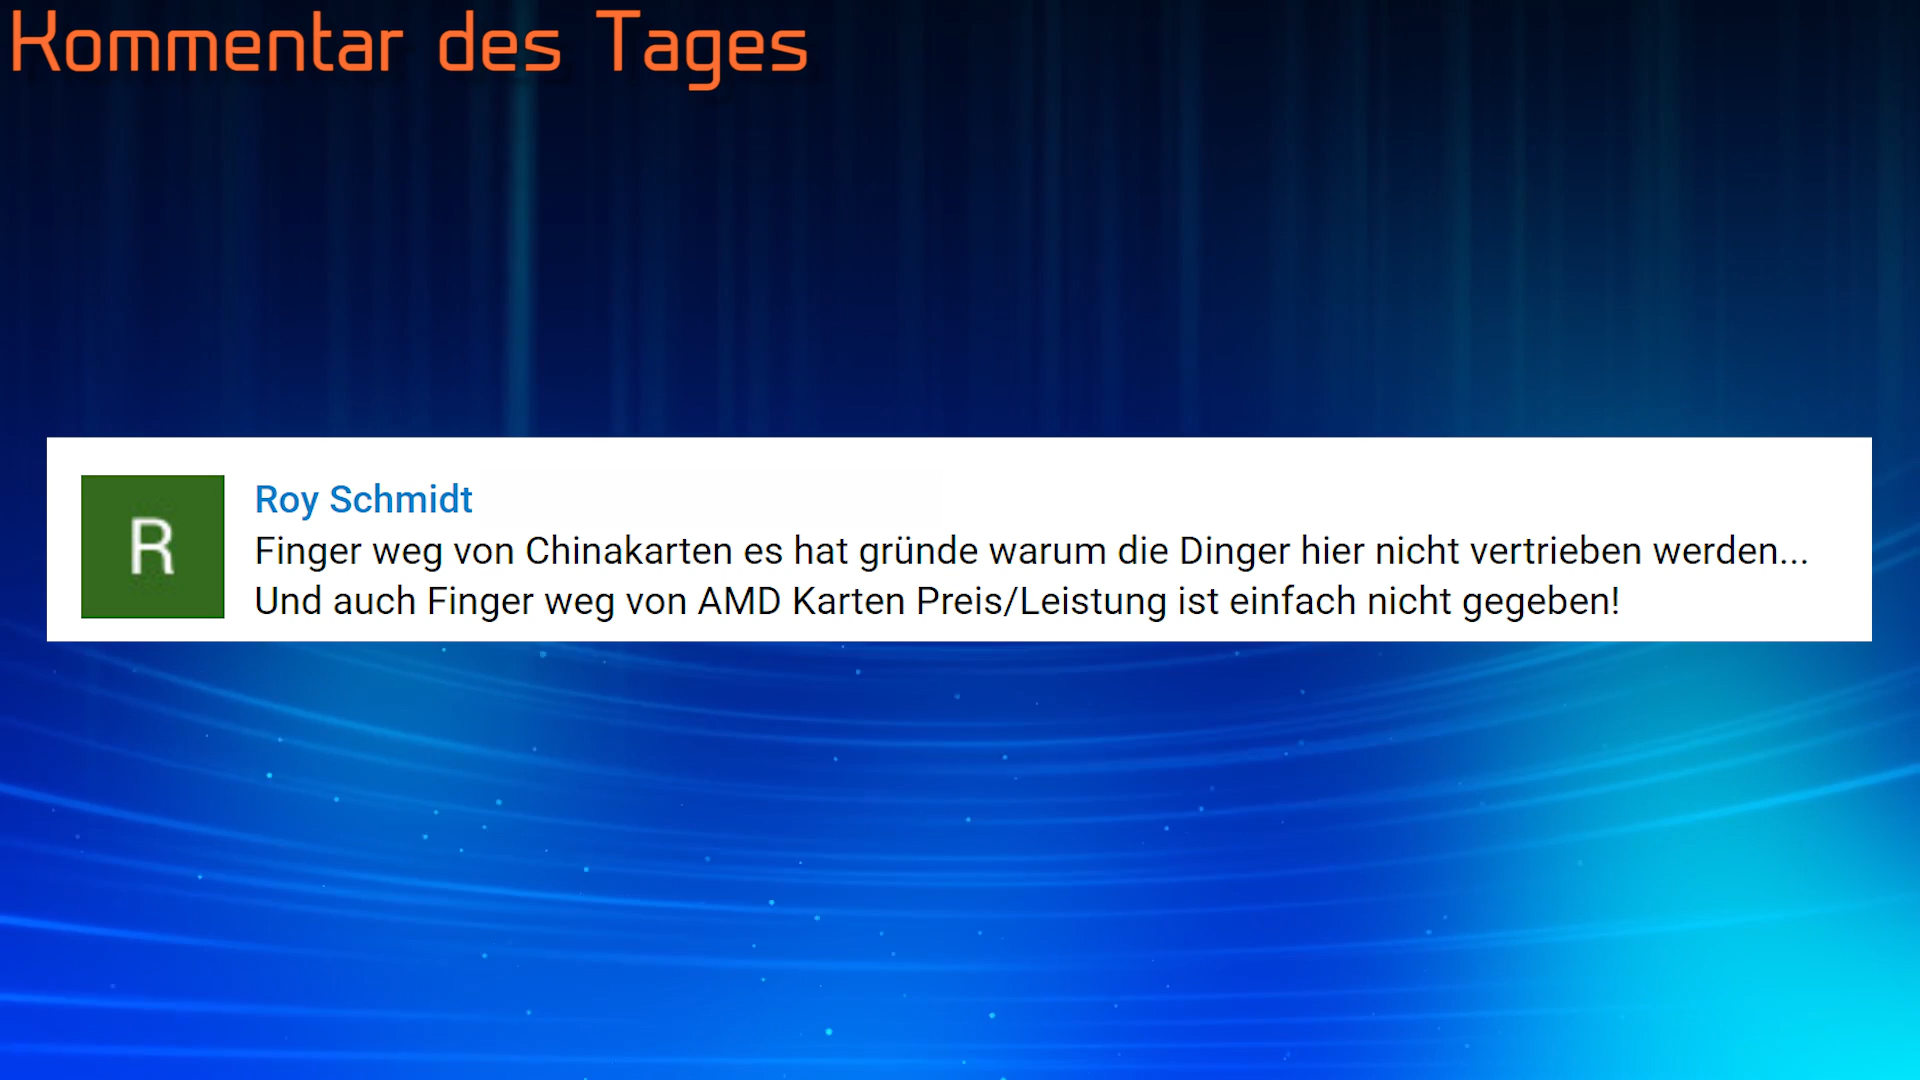 Kommentar des Tages
R
Roy Schmidt
Finger weg von Chinakarten es hat gründe warum die Dinger hier nicht vertrieben werden...
Und auch Finger weg von AMD Karten Preis/Leistung ist einfach nicht gegeben!